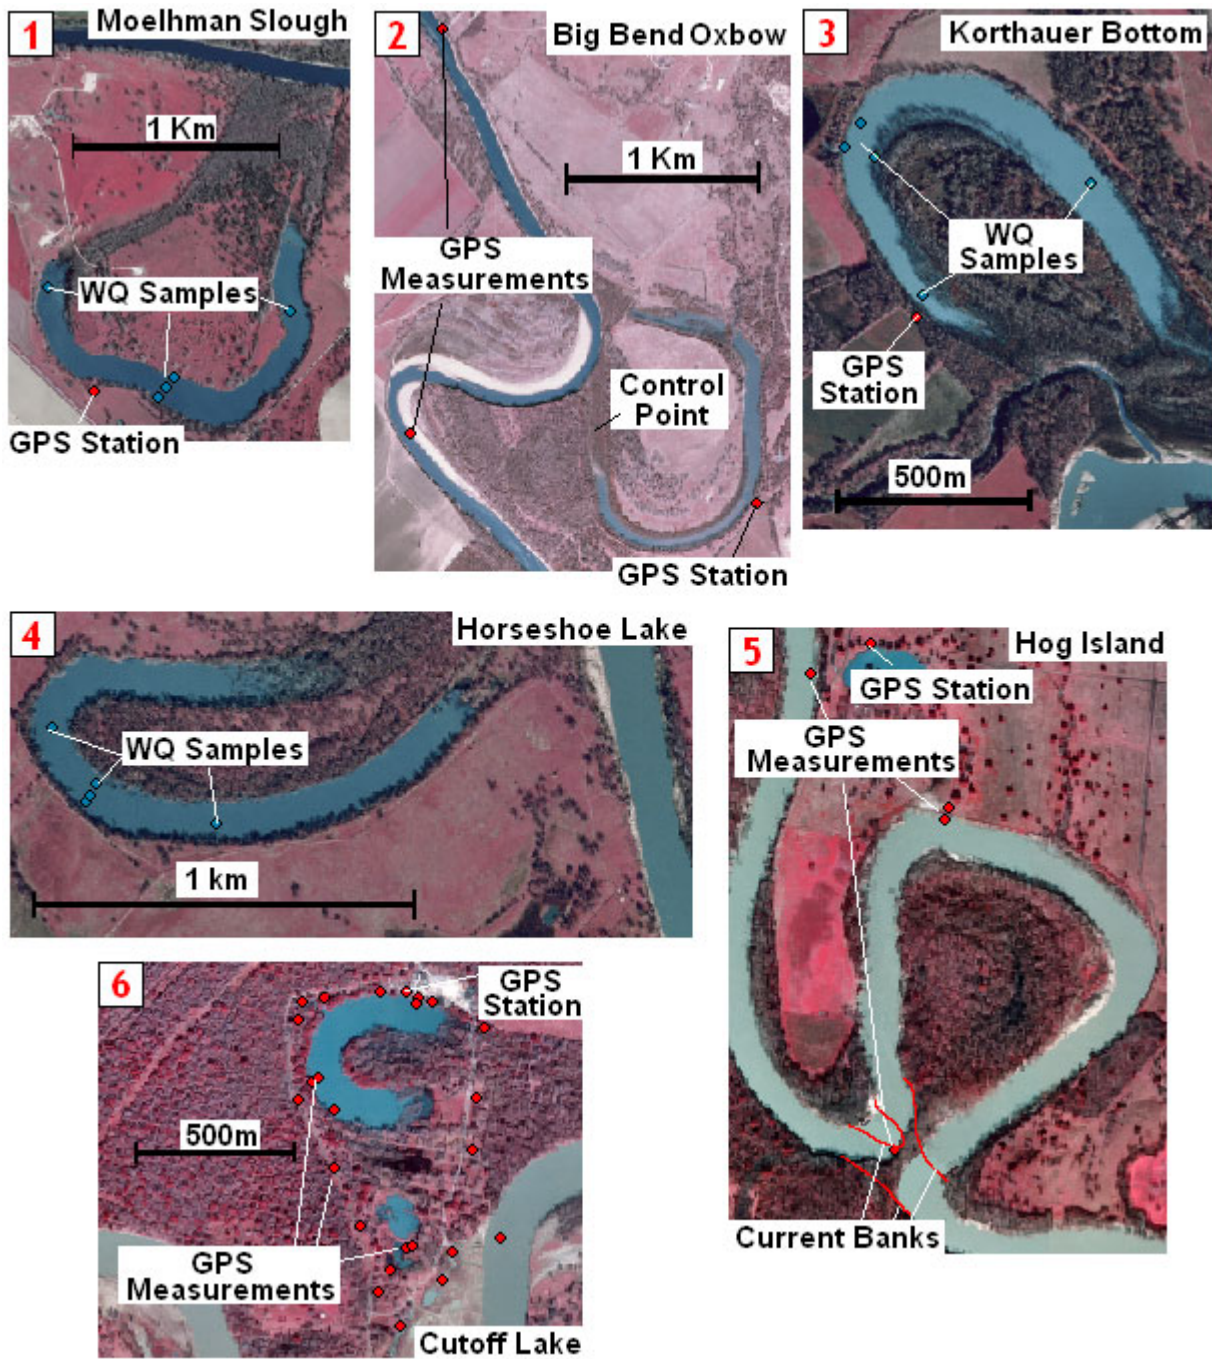 1
Moelhman Slough
1 Km
WQ Samples
GPS Station
2
Big Bend Oxbow
1 Km
GPS
Measurements
Control
Point
GPS Station
3
Korthauer Bottom
WQ
Samples
GPS
Station
500m
4
Horseshoe Lake
WQ Samples
1 km
5
Hog Island
GPS Station
GPS
Measurements
Current Banks
6
GPS
Station
500m
GPS
Measurements
Cutoff Lake